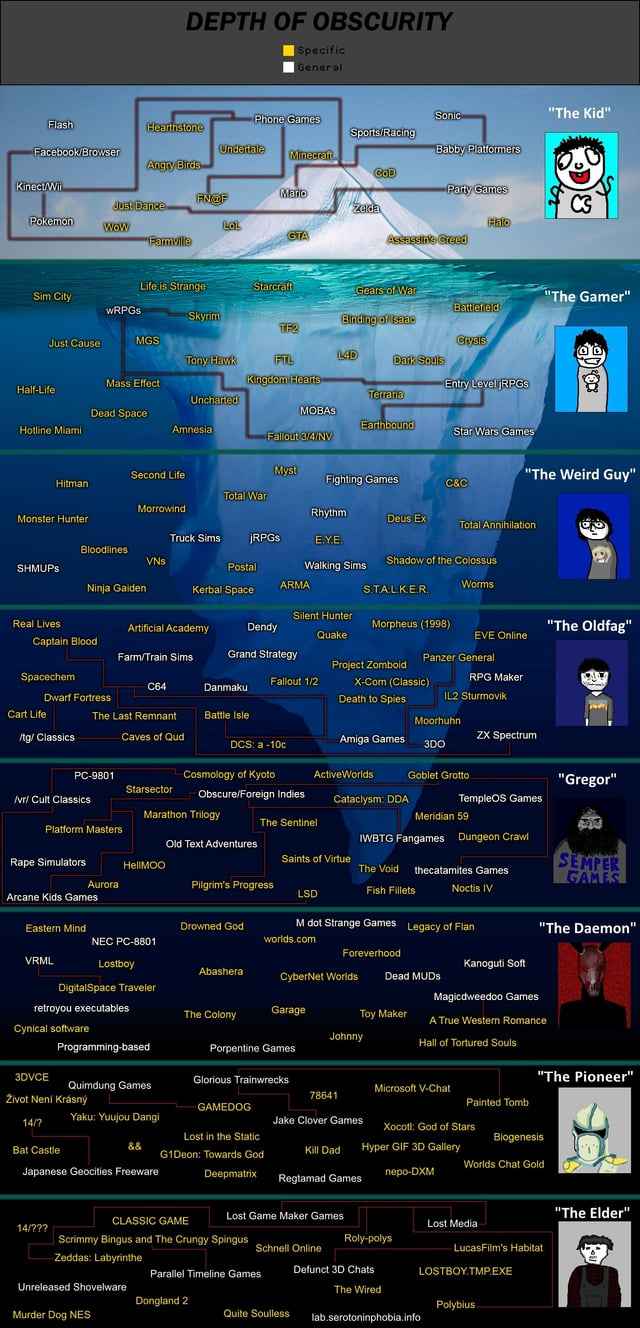 DEPTH OF OBSCURITY
Specific
General
"The Kid"
Sonic
Phone Games
Flash
Hearthstone
Sports/Racing
Undertale
Babby Platformers
Facebook/Browser
Minecraft
Angry Birds
CoD
Kinect/Wii
Party Games
Mario
FN@F
Just Dance
Zelda
Pokemon
WoW
LoL
Halo
GTA
Farmville
Assassin's Creed
"The Gamer"
Life is Strange
Starcraft
Gears of War
Sim City
wRPGs
Skyrim
Battlefield
Binding of Isaac
TF2
Just Cause
MGS
Crysis
L4D
Tony Hawk
FTL
Dark Souls
Half-Life
Mass Effect
Kingdom Hearts
Entry Level jRPGs
Uncharted
Terraria
Dead Space
MOBAs
Hotline Miami
Amnesia
Earthbound
Fallout 3/4/NV
Star Wars Games
"The Weird Guy"
Second Life
Myst
Fighting Games
Hitman
C&C
Total War
Morrowind
Rhythm
Monster Hunter
Deus Ex
Total Annihilation
Truck Sims
jRPGs
E.Y.E.
Bloodlines
VNs
Shadow of the Colossus
SHMUPs
Postal
Walking Sims
Ninja Gaiden
Kerbal Space
ARMA
S.T.A.L.K.E.R.
Worms
"The Oldfag"
Real Lives
Artificial Academy
Dendy
Silent Hunter
Morpheus (1998)
Captain Blood
Quake
EVE Online
Farm/Train Sims
Grand Strategy
Project Zomboid
Panzer General
Spacechem
C64
Danmaku
Fallout 1/2
X-Com (Classic)
RPG Maker
Dwarf Fortress
Death to Spies
IL2 Sturmovik
Cart Life
The Last Remnant
Battle Isle
Moorhuhn
/tg/ Classics
Caves of Qud
DCS: a -10c
Amiga Games
3DO
ZX Spectrum
"Gregor"
PC-9801
Cosmology of Kyoto
ActiveWorlds
Goblet Grotto
/vr/ Cult Classics
Starsector
Obscure/Foreign Indies
Cataclysm: DDA
TempleOS Games
Marathon Trilogy
The Sentinel
Meridian 59
Platform Masters
Old Text Adventures
IWBTG Fangames
Dungeon Crawl
SEMPER
GAMES
Rape Simulators
HellMOO
Saints of Virtue
The Void
thecatamites Games
Aurora
Pilgrim's Progress
Arcane Kids Games
LSD
Fish Fillets
Noctis IV
"The Daemon"
Eastern Mind
Drowned God
M dot Strange Games
Legacy of Flan
NEC PC-8801
worlds.com
Foreverhood
VRML
Lostboy
Abashera
CyberNet Worlds
Dead MUDs
Kanoguti Soft
DigitalSpace Traveler
Magicdweedoo Games
retroyou executables
The Colony
Garage
Toy Maker
A True Western Romance
Cynical software
Johnny
Programming-based
Porpentine Games
Hall of Tortured Souls
"The Pioneer"
3DVCE
Quimdung Games
Glorious Trainwrecks
Microsoft V-Chat
Život Není Krásný
78641
GAMEDOG
Painted Tomb
14/?
Yaku: Yuujou Dangi
Jake Clover Games
Xocotl: God of Stars
Lost in the Static
Biogenesis
Bat Castle
&&
G1Deon: Towards God
Kill Dad
Hyper GIF 3D Gallery
Japanese Geocities Freeware
Deepmatrix
Regtamad Games
nepo-DXM
Worlds Chat Gold
"The Elder"
14/???
CLASSIC GAME
Lost Game Maker Games
Lost Media
Scrimmy Bingus and The Crungy Spingus
Roly-polys
Zeddas: Labyrinthe
Schnell Online
LucasFilm's Habitat
Parallel Timeline Games
Defunct 3D Chats
LOSTBOY.TMP.EXE
Unreleased Shovelware
The Wired
Dongland 2
Polybius
Murder Dog NES
Quite Soulless
lab.serotoninphobia.info